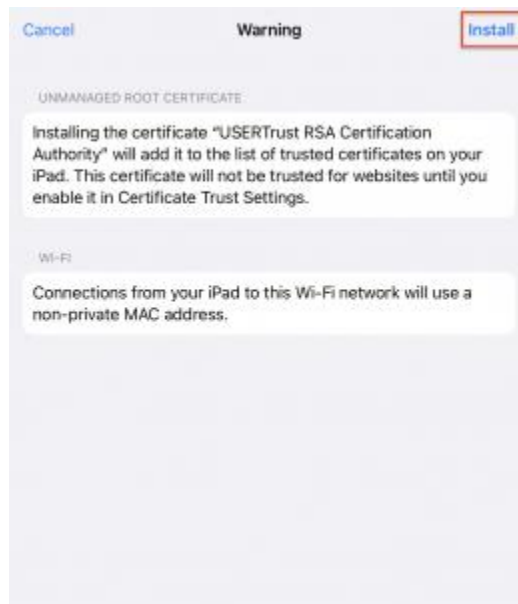 Cancel Warning Install
UNMANAGED ROOT CERTIFICATE
Installing the certificate “USERTrust RSA Certification
Authority” will add it to the list of trusted certificates on your
iPad. This certificate will not be trusted for websites until you
enable it in Certificate Trust Settings.
WI-FI
Connections from your iPad to this Wi-Fi network will use a
non-private MAC address.